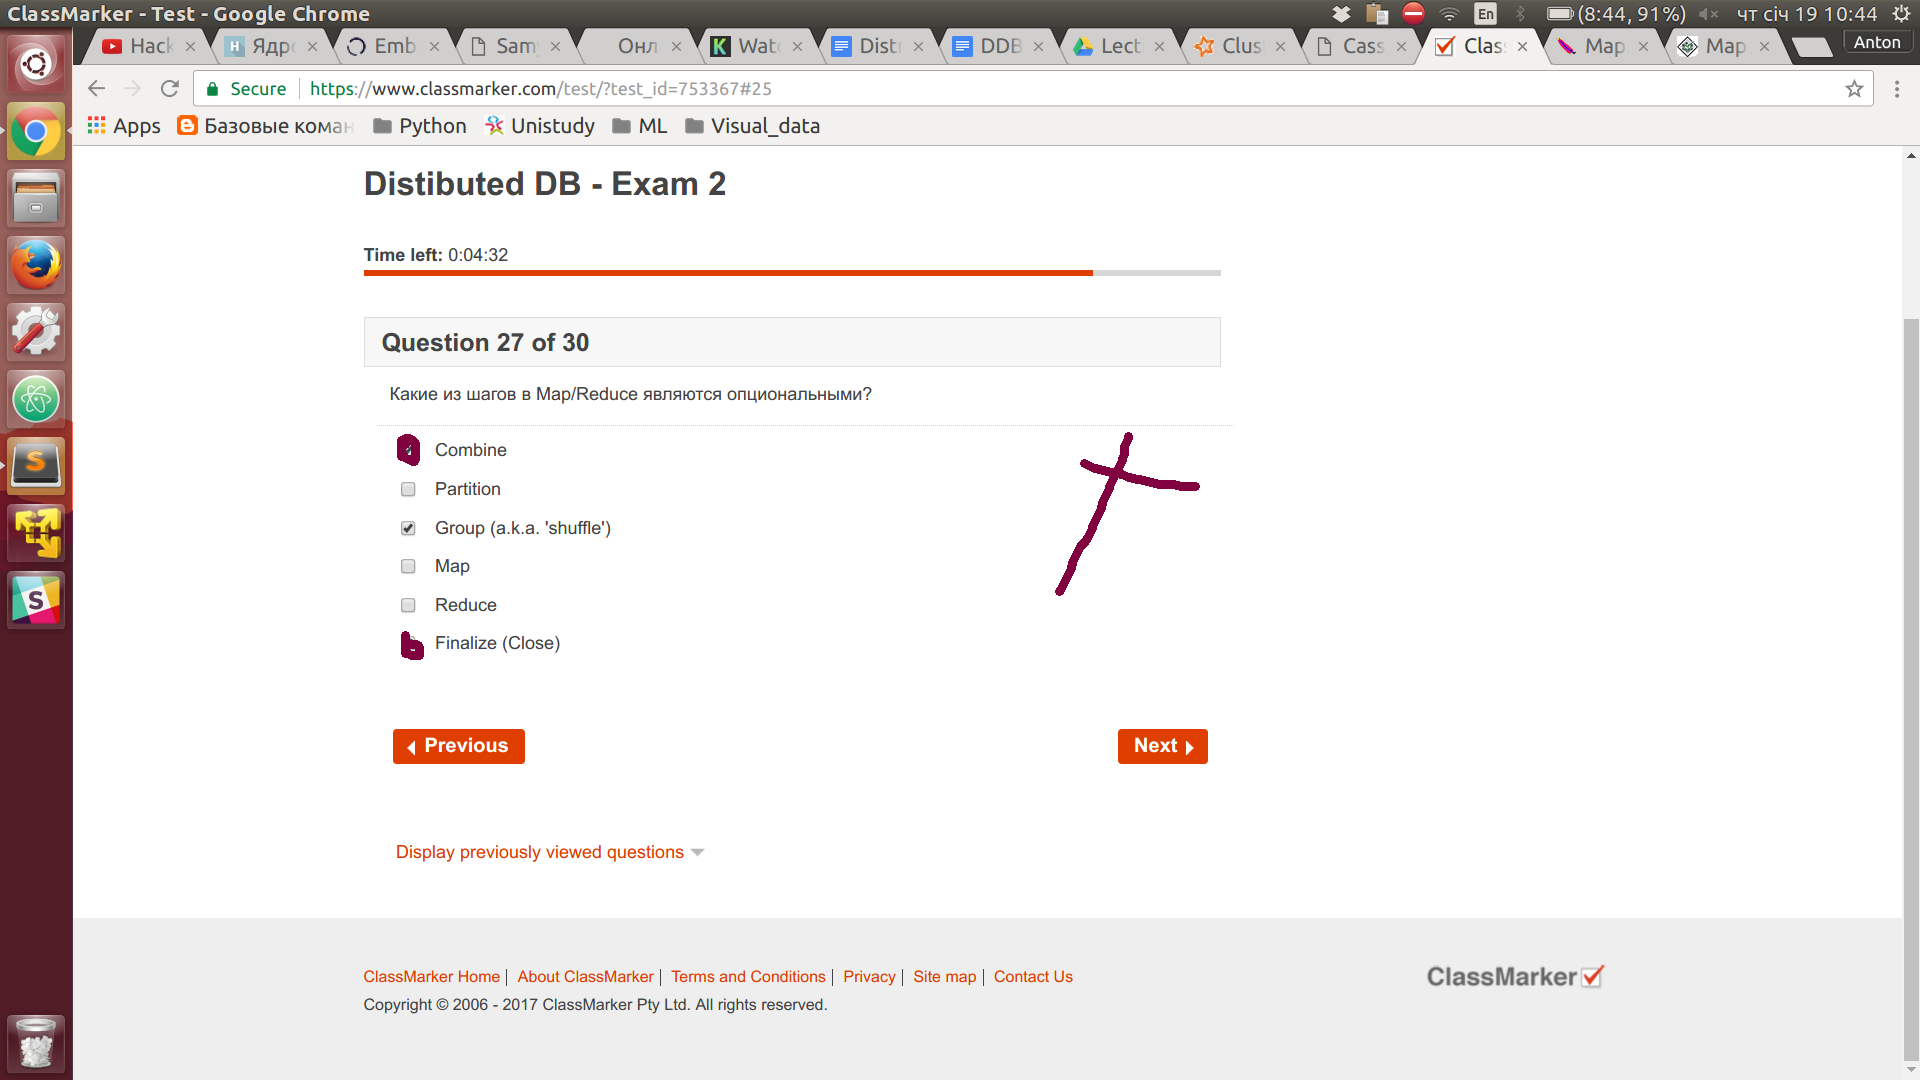 ClassMarker - Test - Google Chrome
En
(8:44, 91%)
чт січ 19 10:44
Hack
Ядро
Emb
Sam
Онл
Wat
Dist
DDB
Lect
Clus
Cass
Class
Map
Map
Anton
Secure
https://www.classmarker.com/test/?test_id=753367#25
Apps
Базовые коман
Python
Unistudy
ML
Visual_data
Distibuted DB - Exam 2
Time left: 0:04:32
Question 27 of 30
Какие из шагов в Map/Reduce являются опциональными?
Combine
Partition
Group (a.k.a. 'shuffle')
Map
Reduce
Finalize (Close)
Previous
Next
Display previously viewed questions
ClassMarker Home | About ClassMarker | Terms and Conditions | Privacy | Site map | Contact Us
ClassMarker
Copyright © 2006 - 2017 ClassMarker Pty Ltd. All rights reserved.